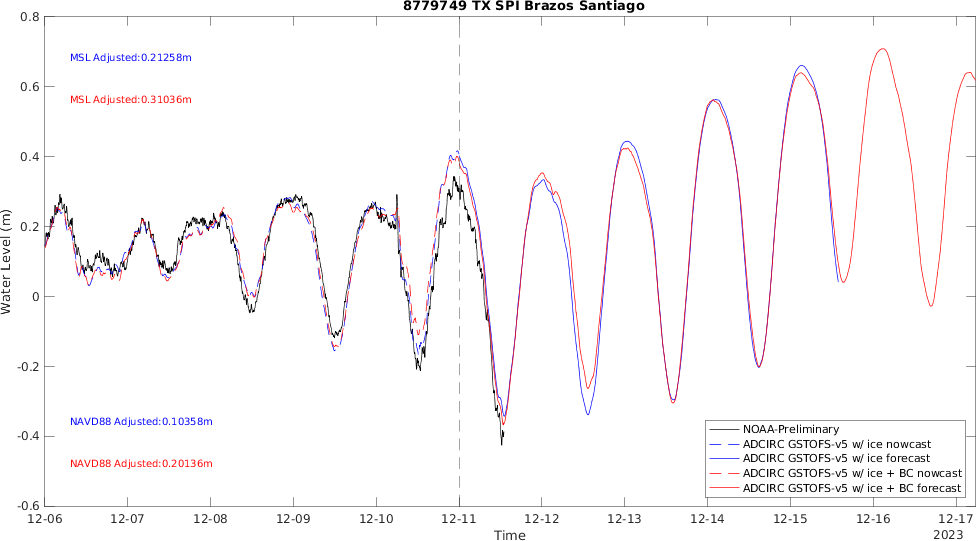 8779749 TX SPI Brazos Santiago
0.8
0.6
0.4
0.2
0
-0.2
-0.4
-0.6
Water Level (m)
MSL Adjusted:0.21258m
MSL Adjusted:0.31036m
NAVD88 Adjusted:0.10358m
NAVD88 Adjusted:0.20136m
NOAA-Preliminary
ADCIRC GSTOFS-v5 w/ ice nowcast
ADCIRC GSTOFS-v5 w/ ice forecast
ADCIRC GSTOFS-v5 w/ ice + BC nowcast
ADCIRC GSTOFS-v5 w/ ice + BC forecast
12-06 12-07 12-08 12-09 12-10 12-11 12-12 12-13 12-14 12-15 12-16 12-17
Time
2023